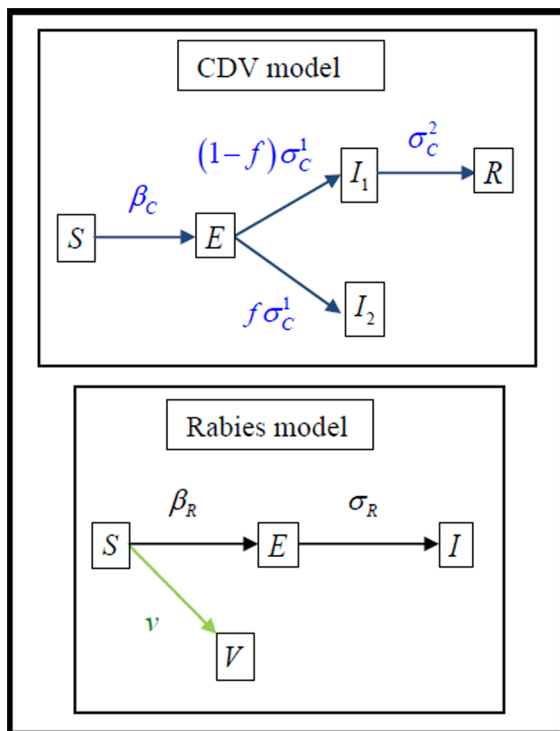 CDV model
(1−f)σ_C^1
σ_C^2
I_1
R
β_C
S
E
fσ_C^1
I_2
Rabies model
β_R
σ_R
S
E
I
v
V